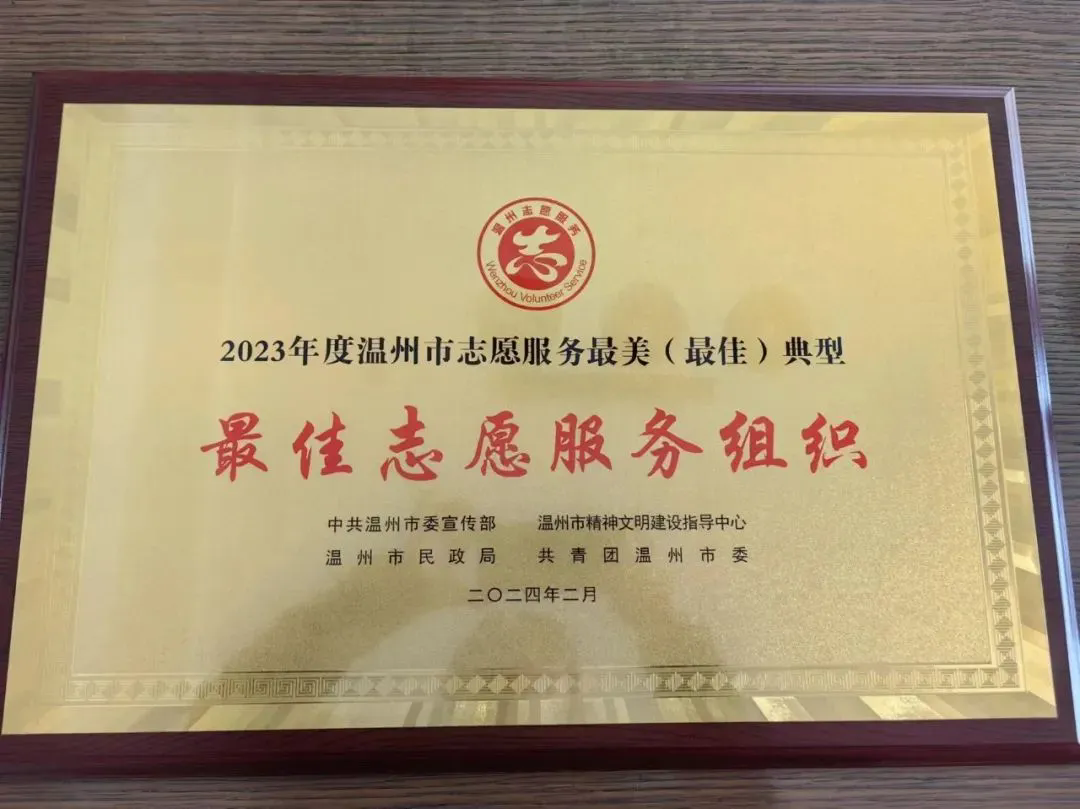 温州志愿服务
志
Wenzhou Volunteer Service
2023年度温州市志愿服务最美（最佳）典型
最佳志愿服务组织
中共温州市委宣传部 温州市精神文明建设指导中心
温州市民政局 共青团温州市委
二〇二四年二月